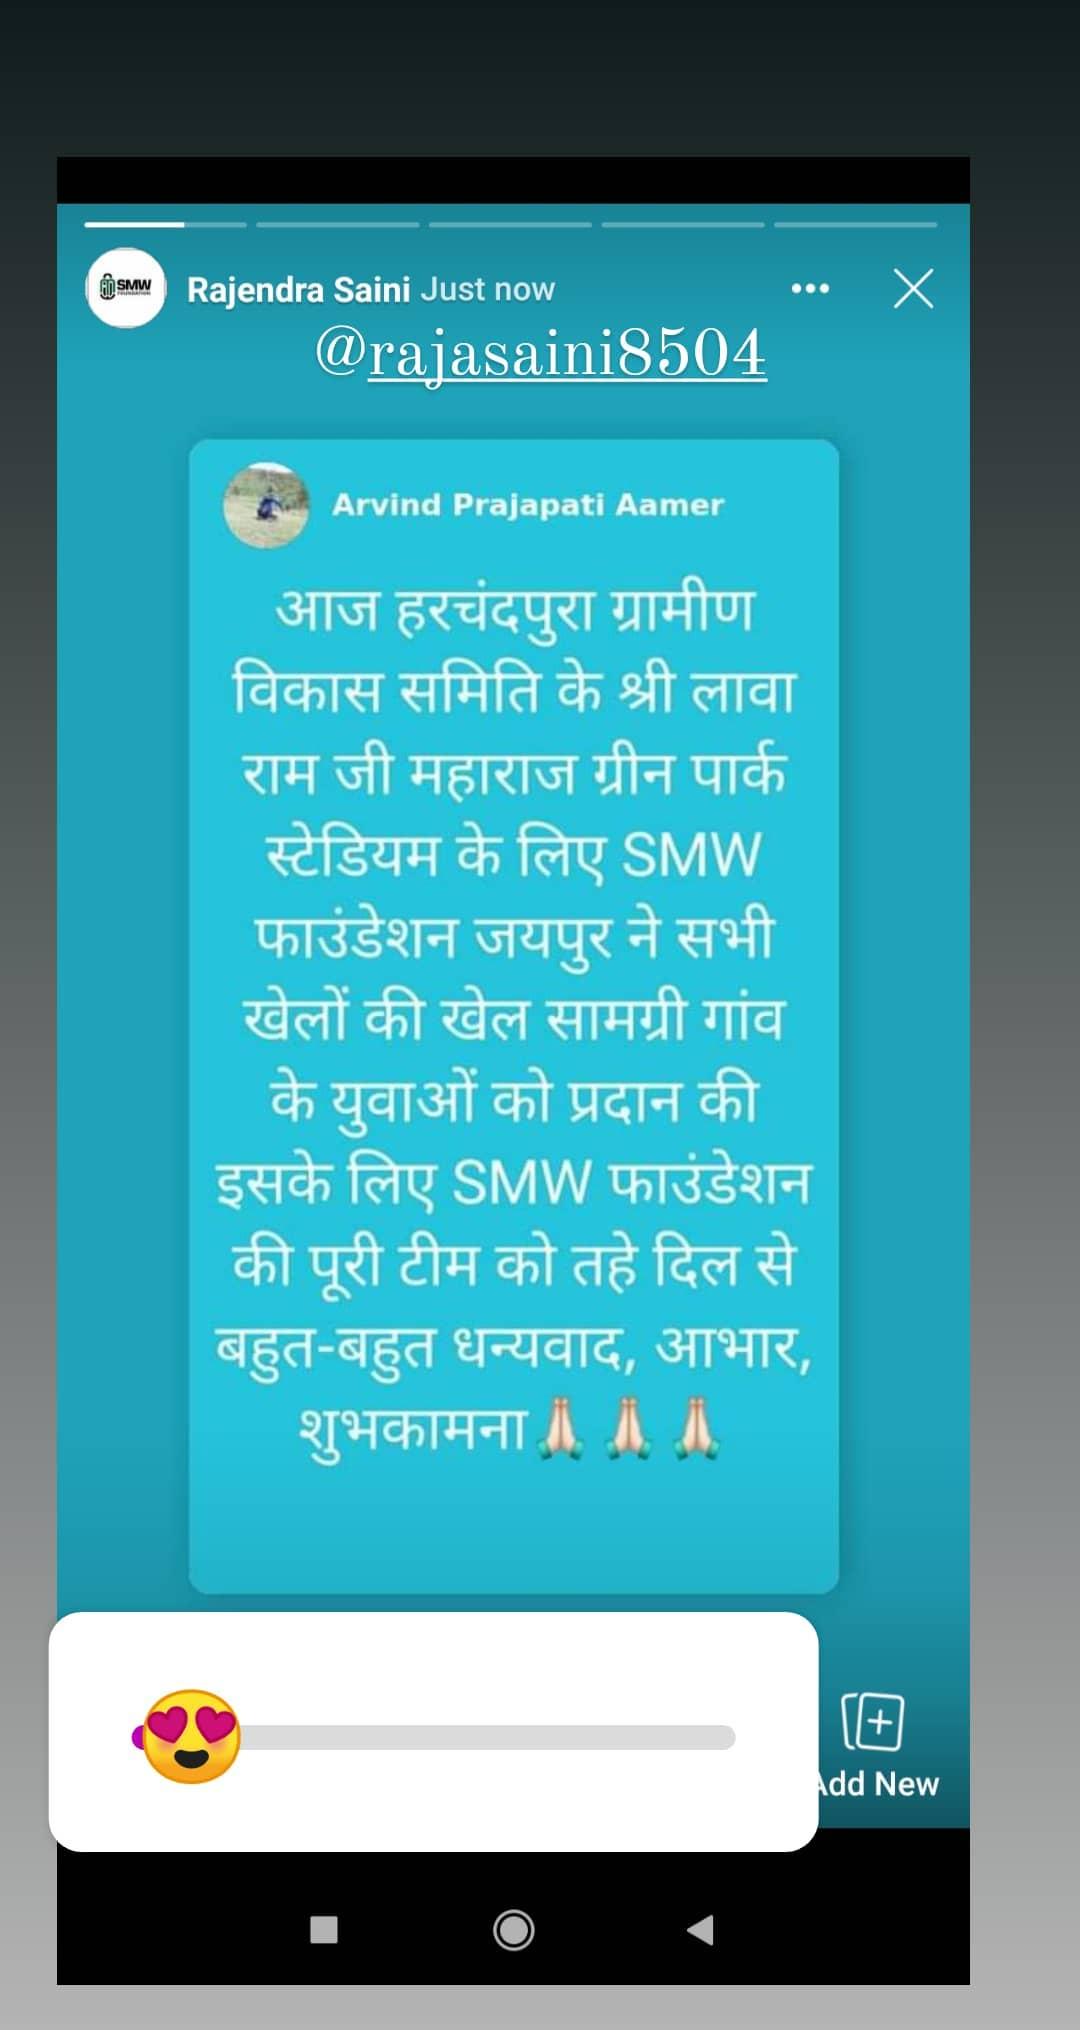 SMW
FOUNDATION
Rajendra Saini Just now
@rajasaini8504
Arvind Prajapati Aamer
आज हरचंदपुरा ग्रामीण
विकास समिति के श्री लावा
राम जी महाराज ग्रीन पार्क
स्टेडियम के लिए SMW
फाउंडेशन जयपुर ने सभी
खेलों की खेल सामग्री गांव
के युवाओं को प्रदान की
इसके लिए SMW फाउंडेशन
की पूरी टीम को तहे दिल से
बहुत-बहुत धन्यवाद, आभार,
शुभकामना🙏🏻🙏🏻🙏🏻
Add New